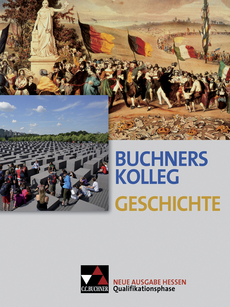 BUCHNERS
KOLLEG
GESCHICHTE
C.C.BUCHNER
NEUE AUSGABE HESSEN
Qualifikationsphase